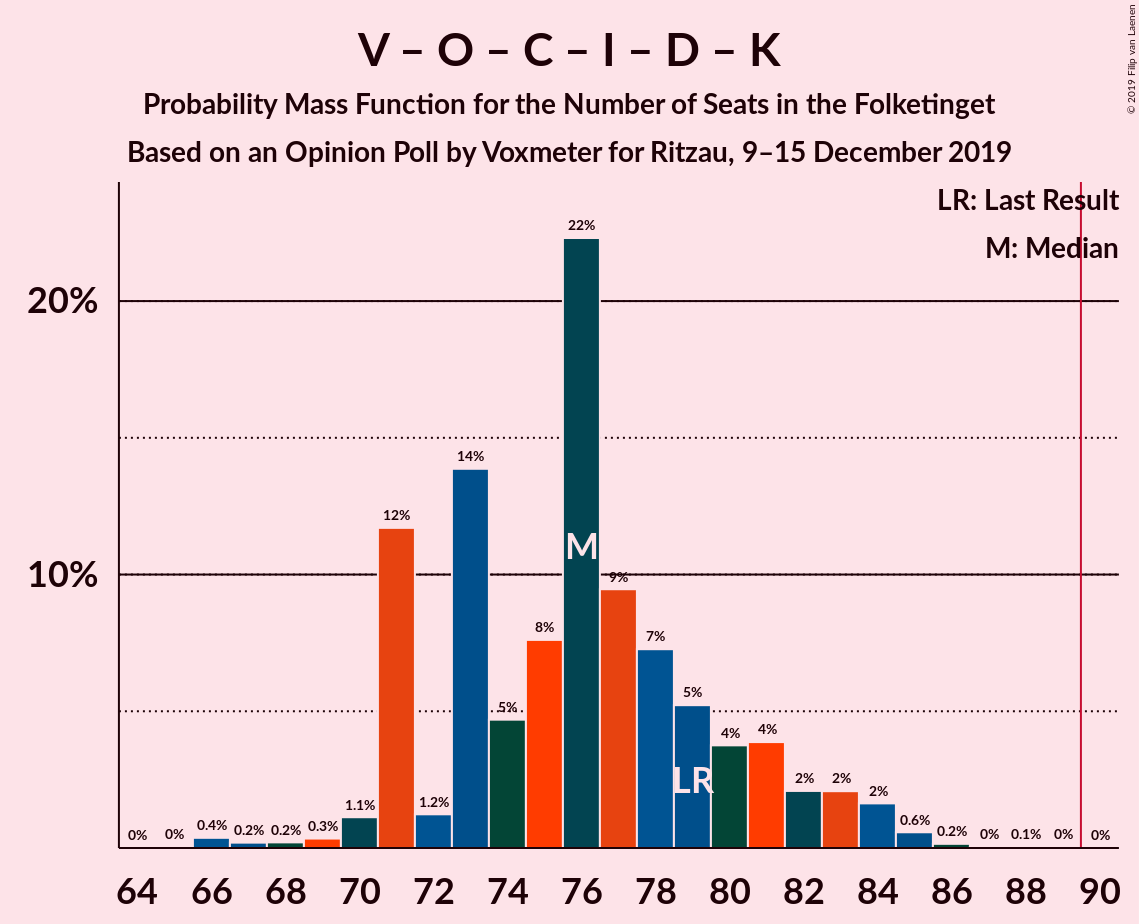 V – O – C – I – D – K
Probability Mass Function for the Number of Seats in the Folketinget
Based on an Opinion Poll by Voxmeter for Ritzau, 9–15 December 2019
© 2019 Filip van Laenen
LR: Last Result
M: Median
20%
10%
0% 0% 0.4% 0.2% 0.2% 0.3% 1.1% 12% 1.2% 14% 5% 8% 22% 9% 7% 5% 4% 4% 2% 2% 2% 0.6% 0.2% 0% 0.1% 0% 0%
M
LR
64 66 68 70 72 74 76 78 80 82 84 86 88 90